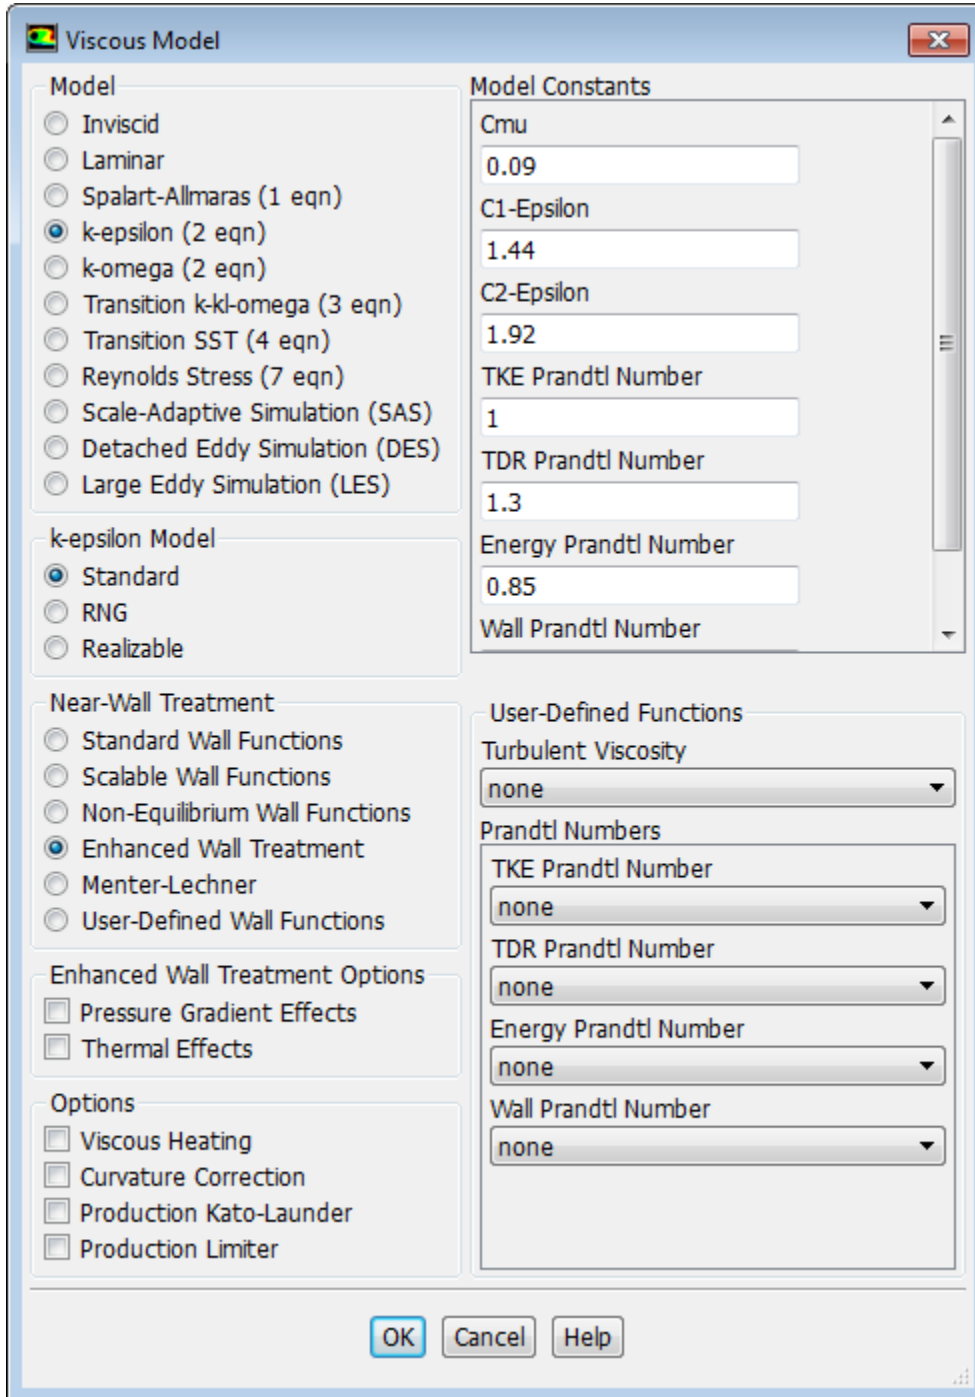 Viscous Model
Model
Inviscid
Laminar
Spalart-Allmaras (1 eqn)
k-epsilon (2 eqn)
k-omega (2 eqn)
Transition k-kl-omega (3 eqn)
Transition SST (4 eqn)
Reynolds Stress (7 eqn)
Scale-Adaptive Simulation (SAS)
Detached Eddy Simulation (DES)
Large Eddy Simulation (LES)
k-epsilon Model
Standard
RNG
Realizable
Near-Wall Treatment
Standard Wall Functions
Scalable Wall Functions
Non-Equilibrium Wall Functions
Enhanced Wall Treatment
Menter-Lechner
User-Defined Wall Functions
Enhanced Wall Treatment Options
Pressure Gradient Effects
Thermal Effects
Options
Viscous Heating
Curvature Correction
Production Kato-Launder
Production Limiter
Model Constants
Cmu
0.09
C1-Epsilon
1.44
C2-Epsilon
1.92
TKE Prandtl Number
1
TDR Prandtl Number
1.3
Energy Prandtl Number
0.85
Wall Prandtl Number
User-Defined Functions
Turbulent Viscosity
none
Prandtl Numbers
TKE Prandtl Number
none
TDR Prandtl Number
none
Energy Prandtl Number
none
Wall Prandtl Number
none
OK
Cancel
Help